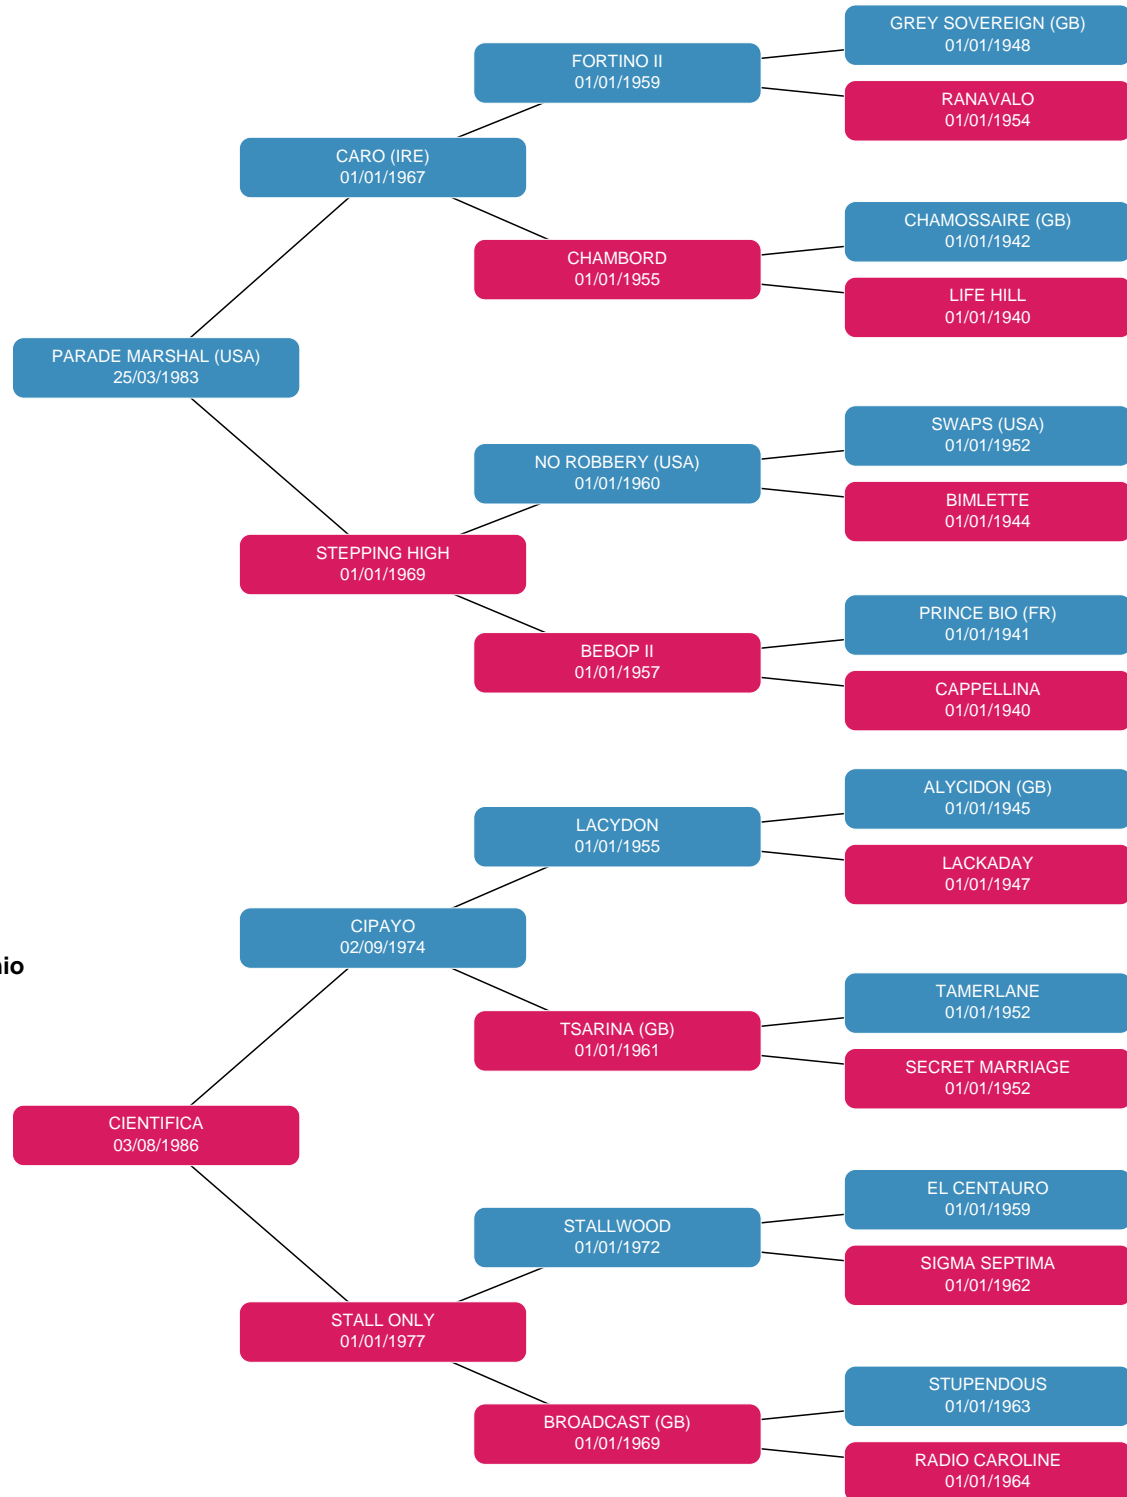 GREY SOVEREIGN (GB)
01/01/1948
FORTINO II
01/01/1959
RANAVALO
01/01/1954
CARO (IRE)
01/01/1967
CHAMOSSAIRE (GB)
01/01/1942
CHAMBORD
01/01/1955
LIFE HILL
01/01/1940
PARADE MARSHAL (USA)
25/03/1983
SWAPS (USA)
01/01/1952
NO ROBBERY (USA)
01/01/1960
BIMLETTE
01/01/1944
STEPPING HIGH
01/01/1969
PRINCE BIO (FR)
01/01/1941
BEBOP II
01/01/1957
CAPPELLINA
01/01/1940
ALYCIDON (GB)
01/01/1945
LACYDON
01/01/1955
LACKADAY
01/01/1947
CIPAYO
02/09/1974
nio
TAMERLANE
01/01/1952
TSARINA (GB)
01/01/1961
SECRET MARRIAGE
01/01/1952
CIENTIFICA
03/08/1986
EL CENTAURO
01/01/1959
STALLWOOD
01/01/1972
SIGMA SEPTIMA
01/01/1962
STALL ONLY
01/01/1977
STUPENDOUS
01/01/1963
BROADCAST (GB)
01/01/1969
RADIO CAROLINE
01/01/1964